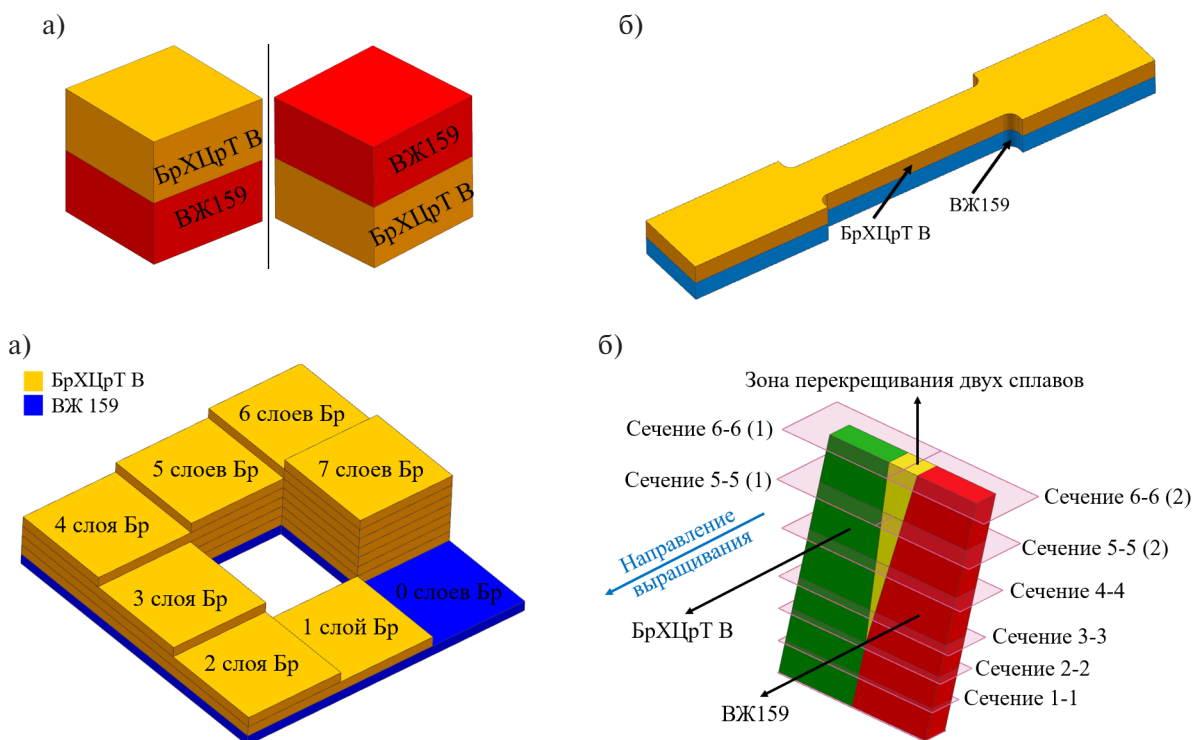 а)
БрХЦрТ В
ВЖ159
ВЖ159
БрХЦрТ В
б)
ВЖ159
БрХЦрТ В
а)
БрХЦрТ В
ВЖ 159
6 слоев Бр
5 слоев Бр
7 слоев Бр
4 слоя Бр
3 слоя Бр
0 слоев Бр
1 слой Бр
2 слоя Бр
б)
Зона перекрещивания двух сплавов
Сечение 6-6 (1)
Сечение 5-5 (1)
Сечение 6-6 (2)
Направление
выращивания
Сечение 5-5 (2)
Сечение 4-4
БрХЦрТ В
Сечение 3-3
Сечение 2-2
Сечение 1-1
ВЖ159